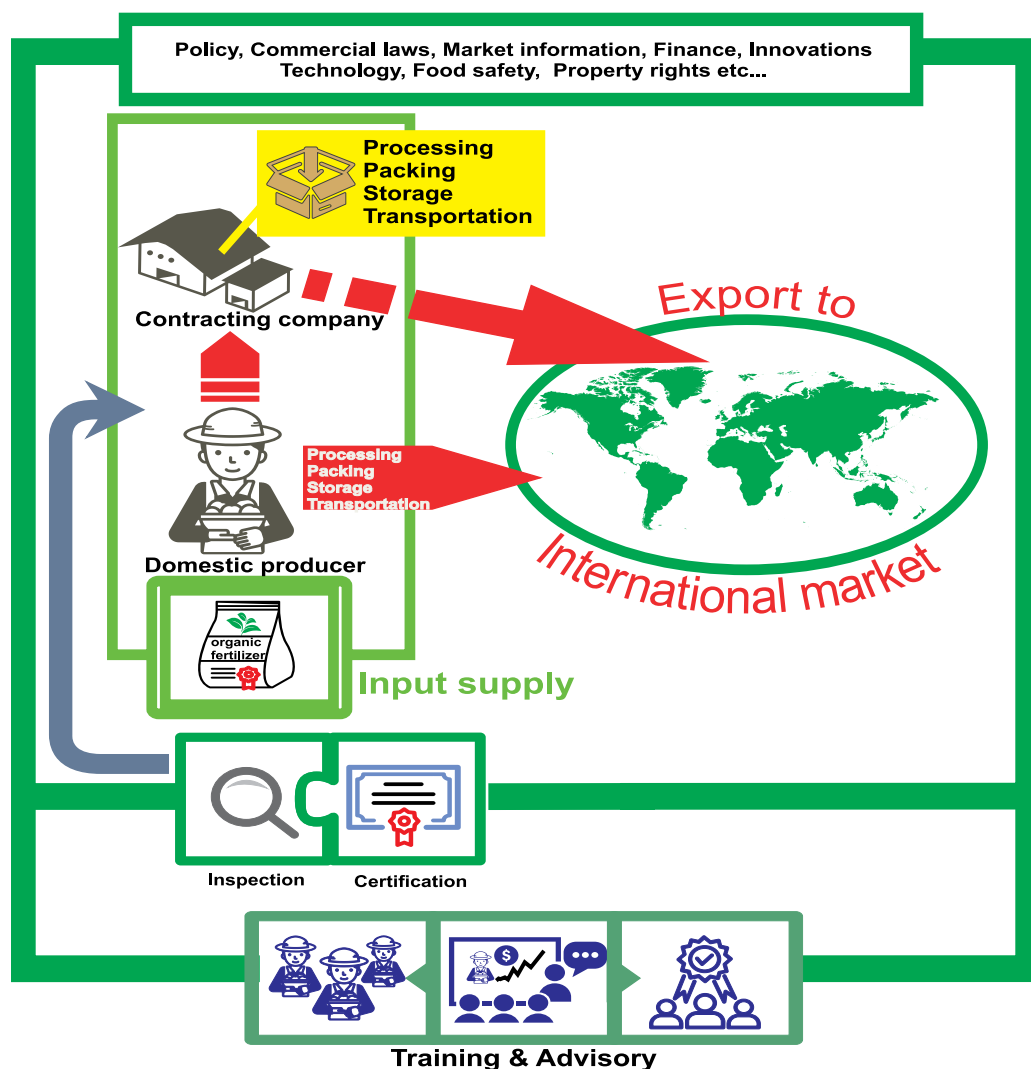 Policy, Commercial laws, Market information, Finance, Innovations
Technology, Food safety, Property rights etc...
Processing
Packing
Storage
Transportation
Contracting company
Export to
Processing
Packing
Storage
Transportation
International market
Domestic producer
organic
fertilizer
Input supply
Inspection
Certification
$
Training & Advisory